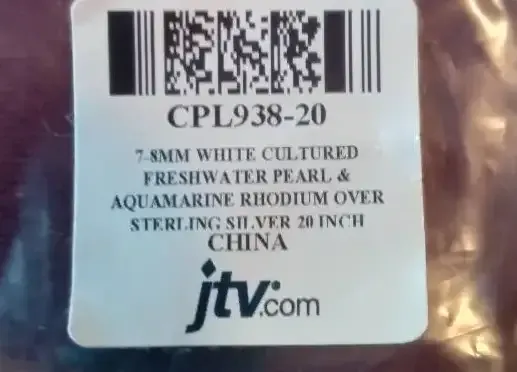 CPL938-20
7-8MM WHITE CULTURED
FRESHWATER PEARL &
AQUAMARINE RHODIUM OVER
STERLING SILVER 20 INCH
CHINA
jtv.com